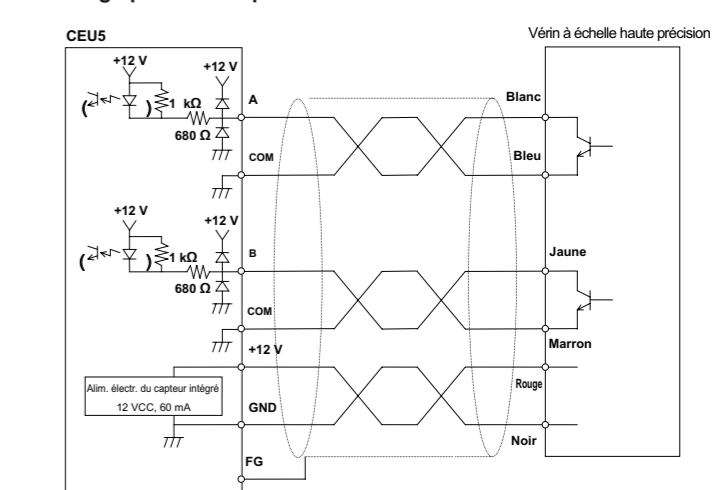 CEU5
Vérin à échelle haute précision
+12 V
+12 V
1 kΩ
680 Ω
A
COM
Blanc
Bleu
+12 V
+12 V
1 kΩ
680 Ω
B
COM
Jaune
Marron
+12 V
Alim. électr. du capteur intégré
12 VCC, 60 mA
GND
Rouge
Noir
FG